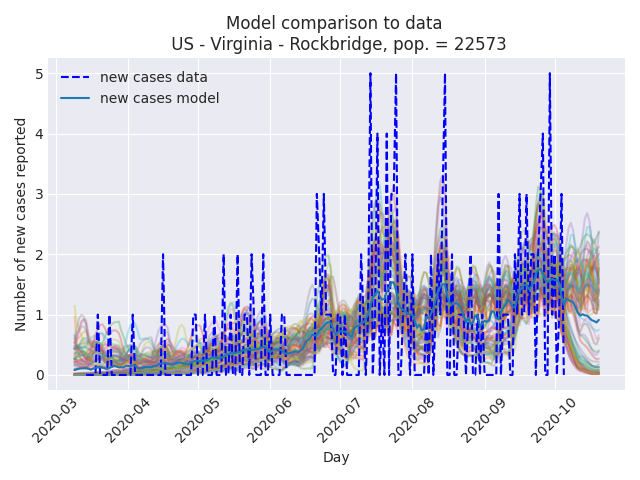 Model comparison to data
US - Virginia - Rockbridge, pop. = 22573
new cases data
new cases model
Number of new cases reported
5
4
3
2
1
0
2020-03
2020-04
2020-05
2020-06
2020-07
2020-08
2020-09
2020-10
Day